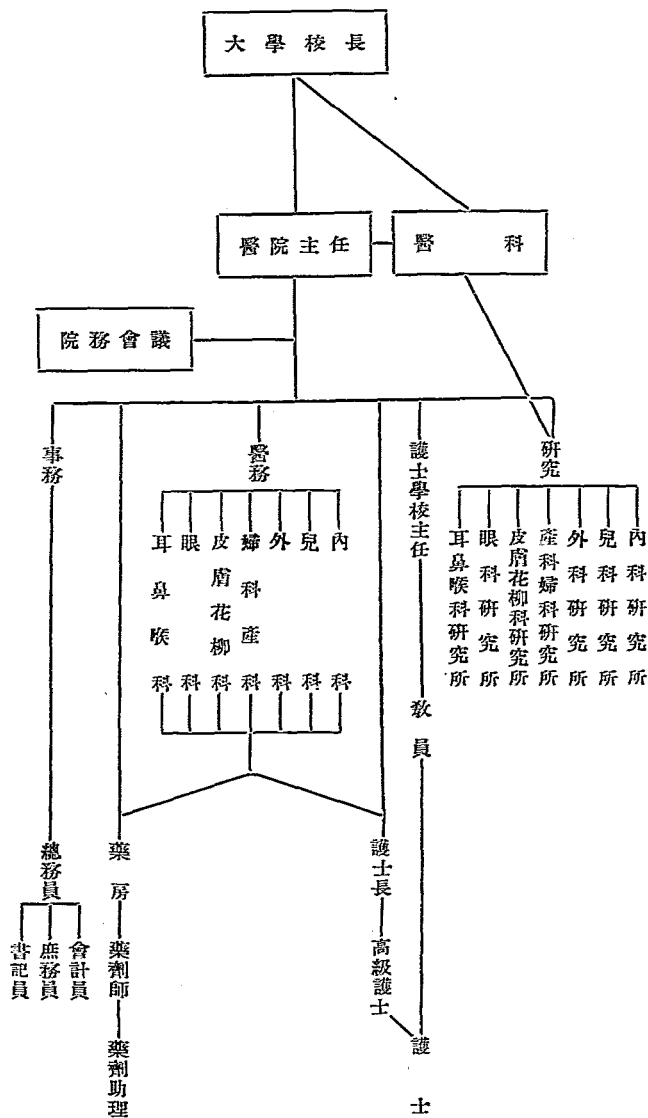 大學校長
醫院主任
醫科
院務會議
事務
醫務
護士學校主任
研究
內科
兒科
外科
婦科產科
皮膚花柳科
眼科
耳鼻喉科
內科研究所
兒科研究所
外科研究所
產科婦科研究所
皮膚花柳科研究所
眼科研究所
耳鼻喉科研究所
教員
總務員
藥房
護士長
會計員
庶務員
書記員
藥劑師
高級護士
藥劑助理
護士